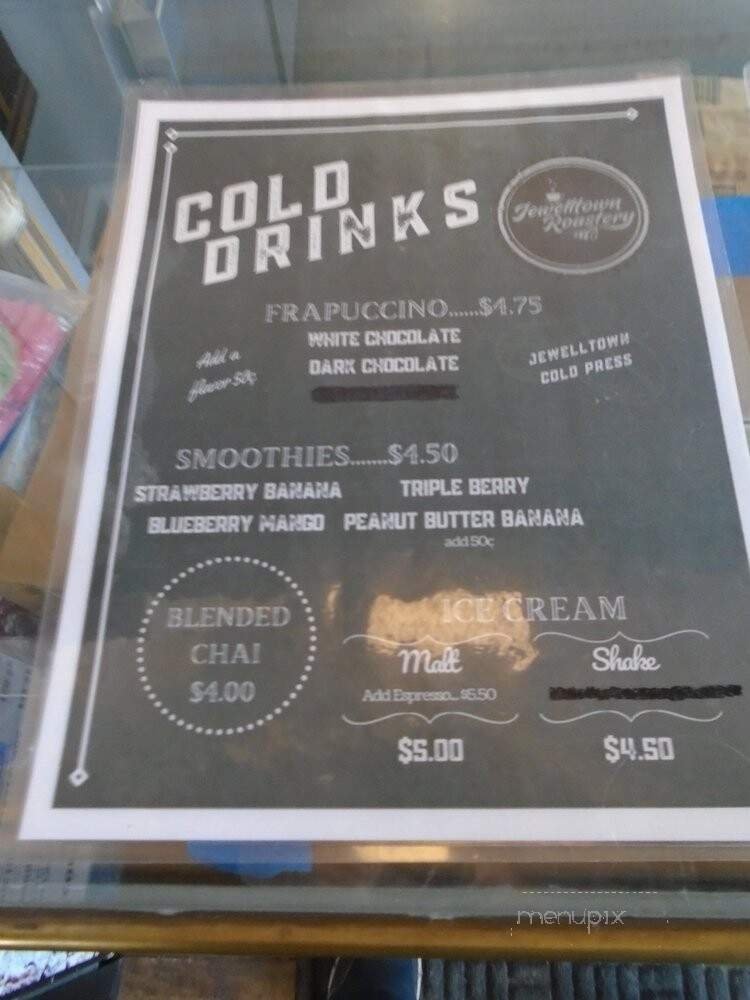 COLD
DRINKS
Jewelltown
Roastery
FRAPUCCINO......$4.75
WHITE CHOCOLATE
DARK CHOCOLATE
Add a
flavor 50¢
JEWELLTOWN
COLD PRESS
SMOOTHIES.......$4.50
STRAWBERRY BANANA TRIPLE BERRY
BLUEBERRY MANGO PEANUT BUTTER BANANA
add 50¢
BLENDED
CHAI
$4.00
ICE CREAM
Malt Shake
Add Espresso... $5.50
$5.00 $4.50
menupix